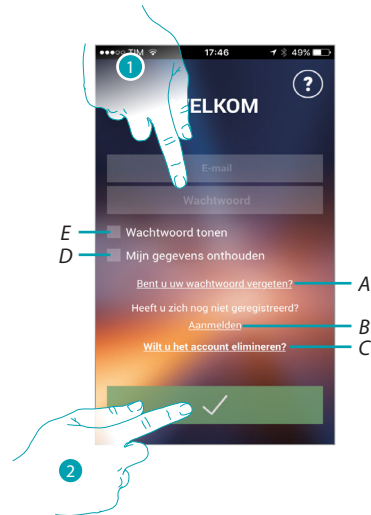 TIM 17:46 49%
1
?
ELKOM
E-mail
Wachtwoord
E Wachtwoord tonen
D Mijn gegevens onthouden
Bent u uw wachtwoord vergeten? A
Heeft u zich nog niet geregistreerd?
Aanmelden B
Wilt u het account elimineren? C
2